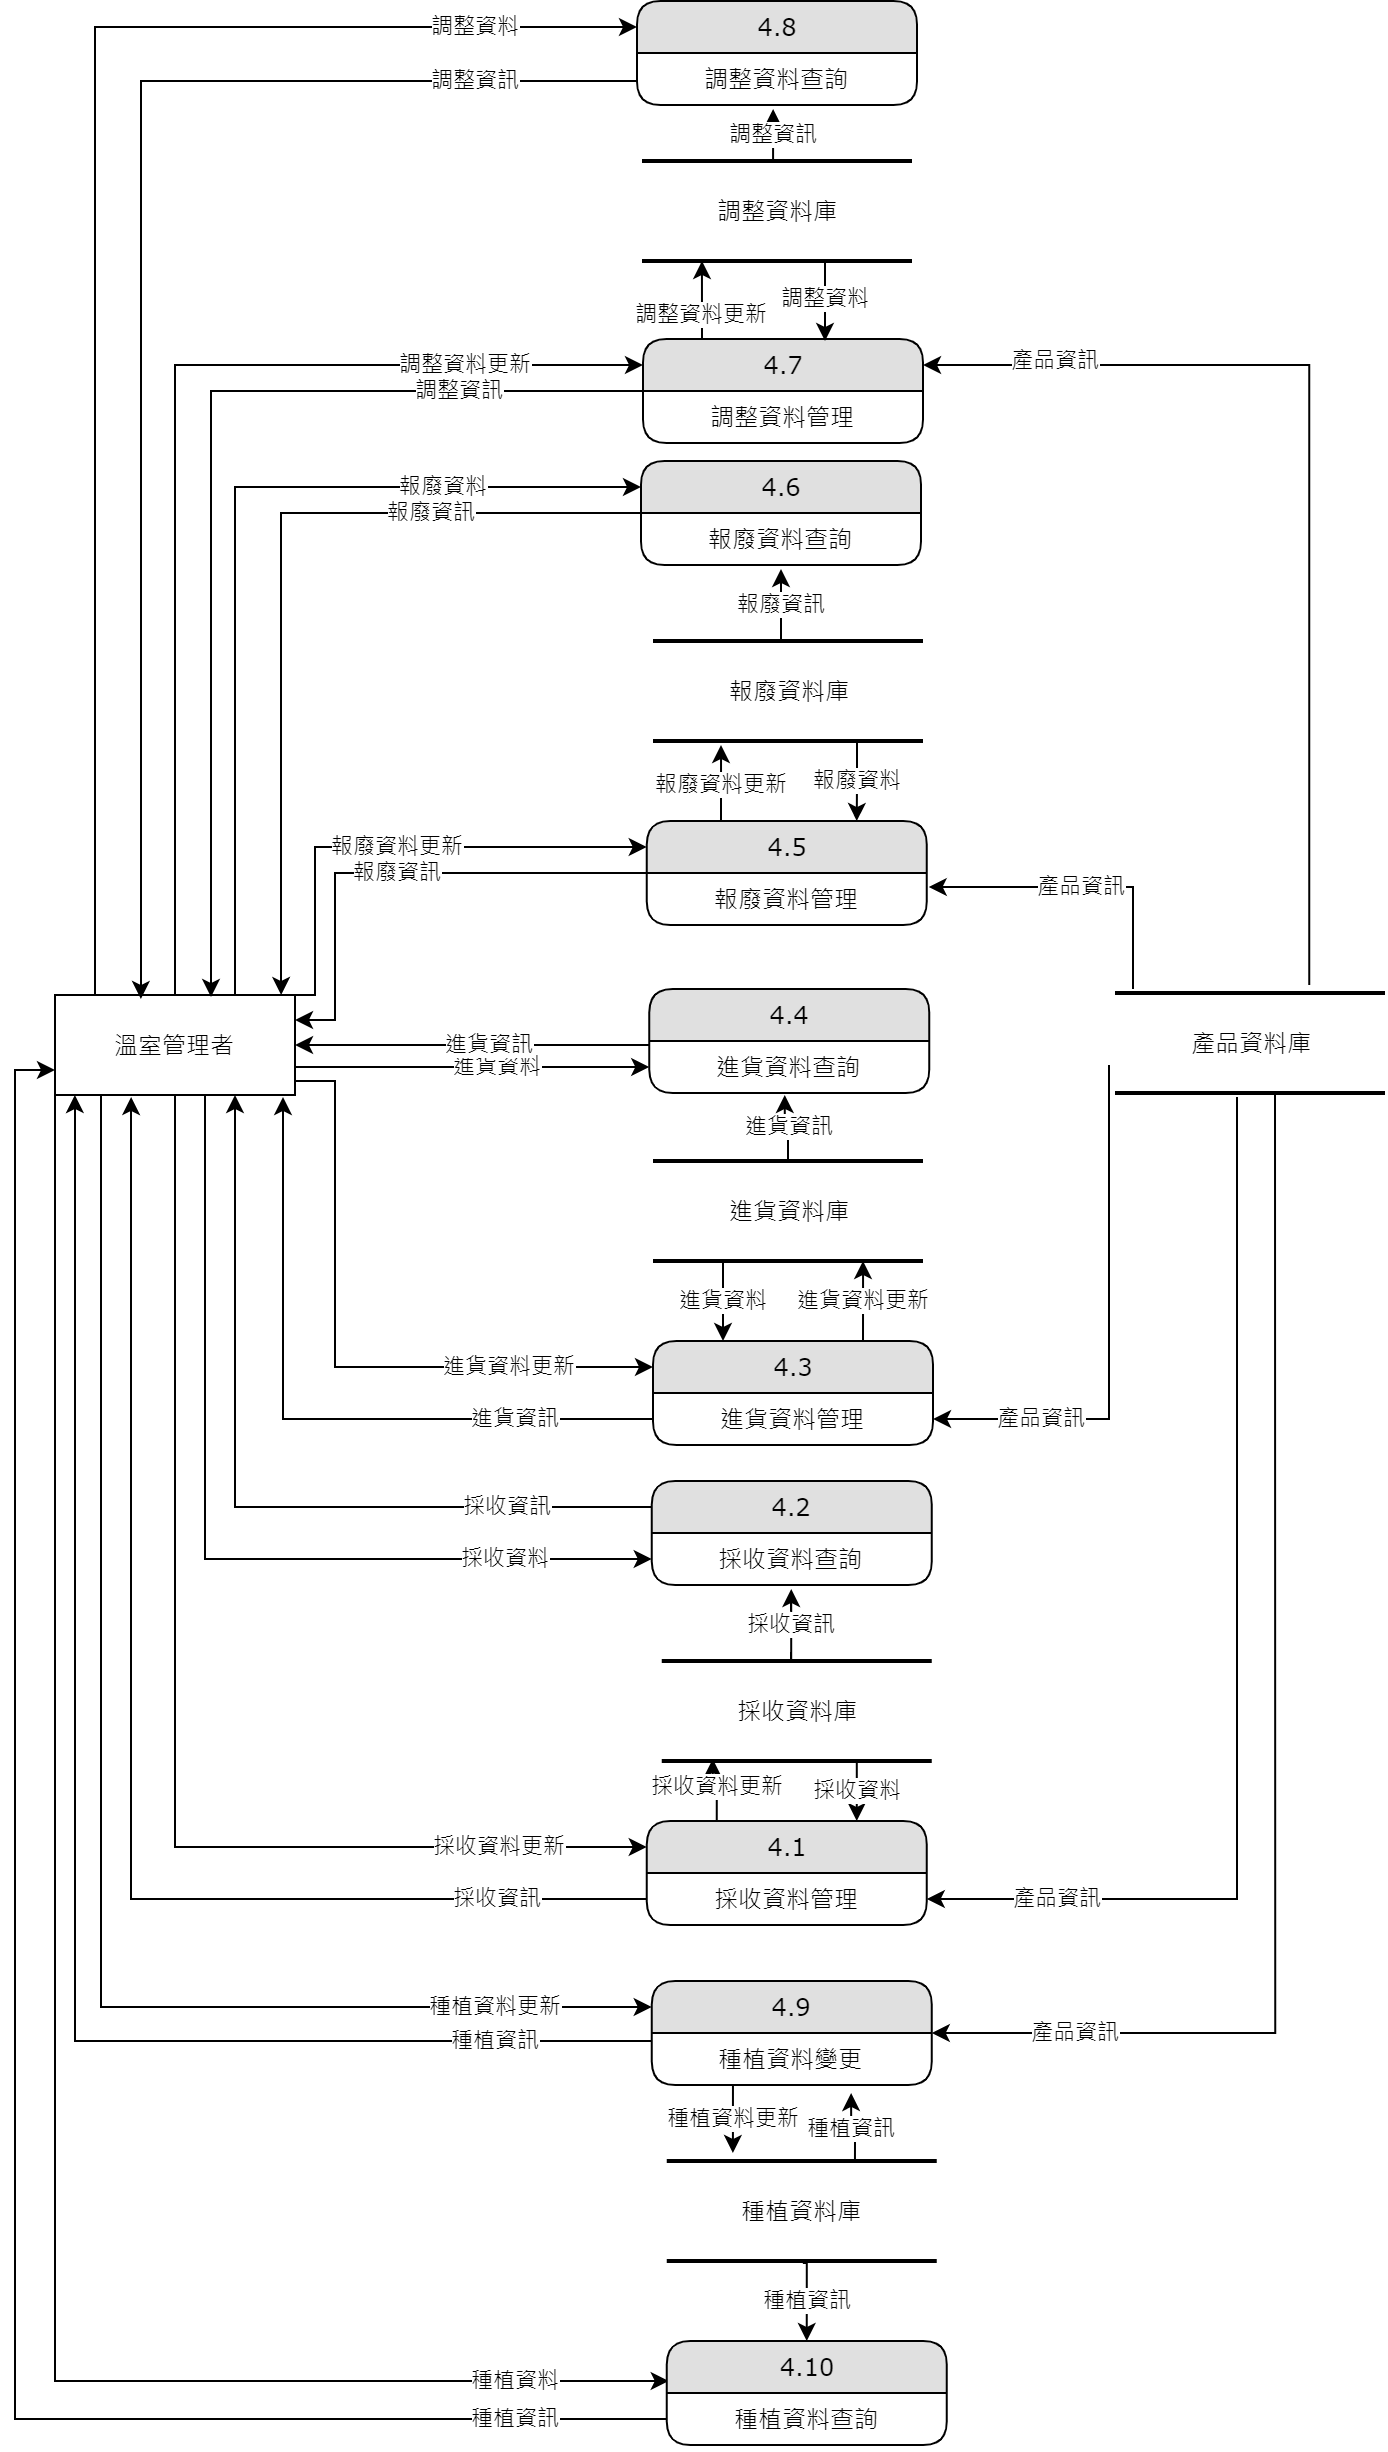 調整資料
4.8
調整資訊
調整資料查詢
調整資訊
調整資料庫
調整資料更新
調整資料
調整資料更新
4.7
產品資訊
調整資訊
調整資料管理
報廢資料
4.6
報廢資訊
報廢資料查詢
報廢資訊
報廢資料庫
報廢資料更新
報廢資料
報廢資料更新
4.5
報廢資訊
報廢資料管理
產品資訊
4.4
溫室管理者
進貨資訊
產品資料庫
進貨資料
進貨資料查詢
進貨資訊
進貨資料庫
進貨資料
進貨資料更新
進貨資料更新
4.3
進貨資訊
進貨資料管理
產品資訊
採收資訊
4.2
採收資料
採收資料查詢
採收資訊
採收資料庫
採收資料更新
採收資料
採收資料更新
4.1
採收資訊
採收資料管理
產品資訊
種植資料更新
4.9
種植資訊
種植資料變更
產品資訊
種植資料更新
種植資訊
種植資料庫
種植資訊
4.10
種植資料
種植資訊
種植資料查詢